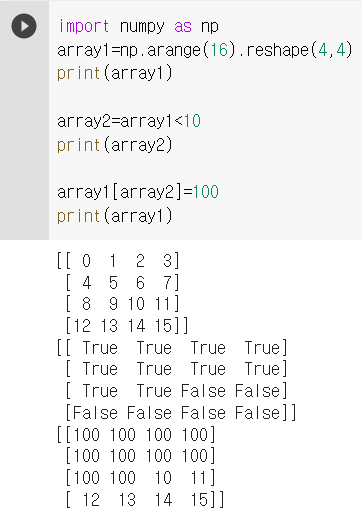 import numpy as np
array1=np.arange(16).reshape(4,4)
print(array1)

array2=array1<10
print(array2)

array1[array2]=100
print(array1)

[[ 0  1  2  3]
 [ 4  5  6  7]
 [ 8  9 10 11]
 [12 13 14 15]]
[[ True  True  True  True]
 [ True  True  True  True]
 [ True  True False False]
 [False False False False]]
[[100 100 100 100]
 [100 100 100 100]
 [100 100  10  11]
 [ 12  13  14  15]]